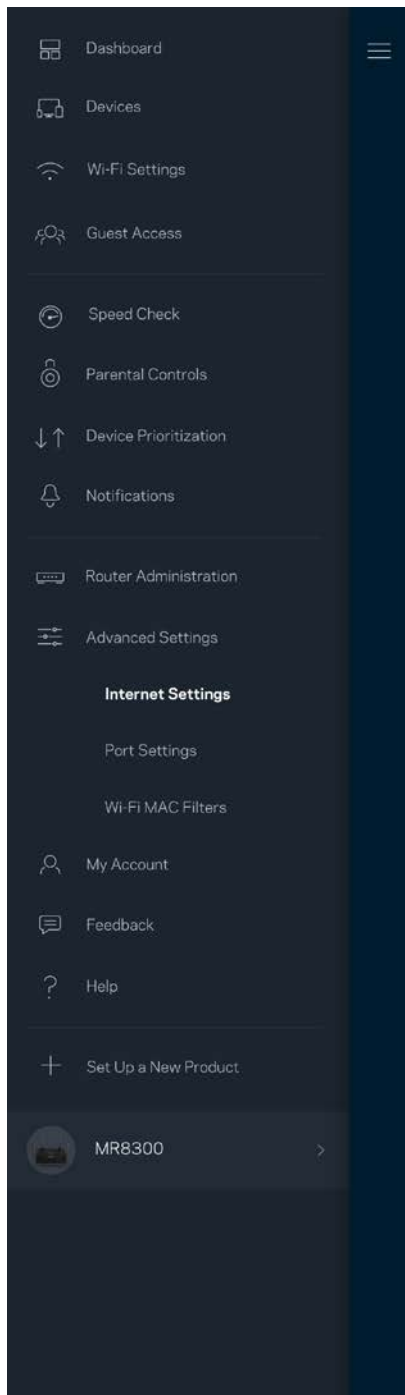 Dashboard
Devices
Wi-Fi Settings
Guest Access
Speed Check
Parental Controls
Device Prioritization
Notifications
Router Administration
Advanced Settings
Internet Settings
Port Settings
Wi-Fi MAC Filters
My Account
Feedback
Help
Set Up a New Product
MR8300